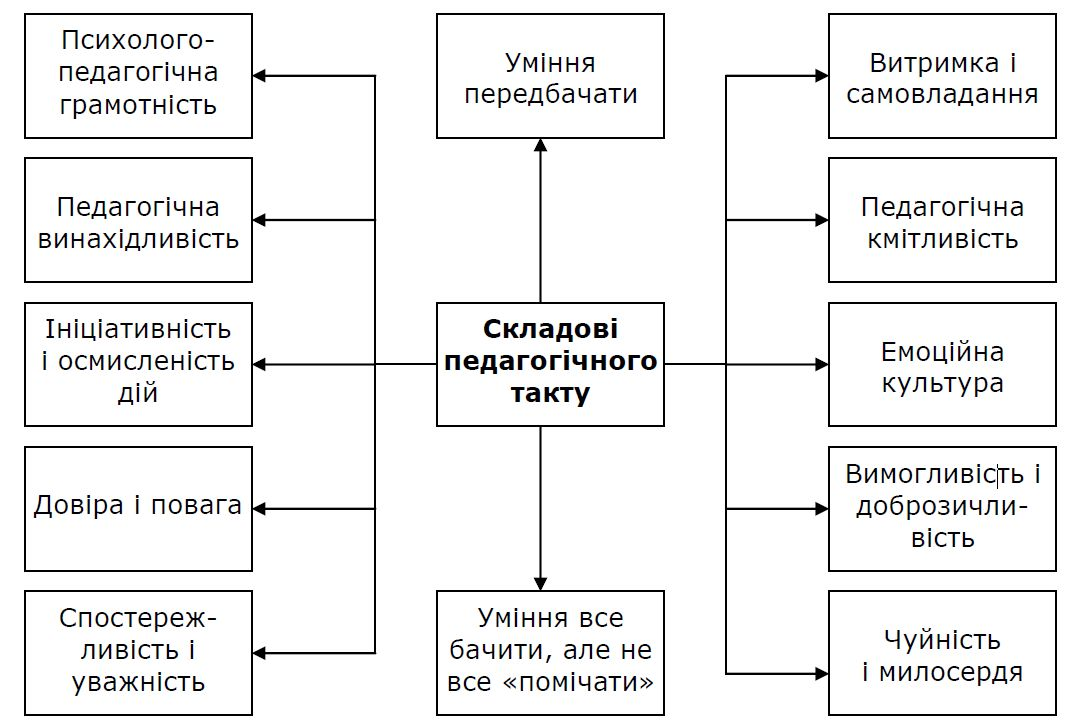 Психолого-
педагогічна
грамотність
Уміння
передбачати
Витримка і
самовладання
Педагогічна
винахідливість
Педагогічна
кмітливість
Ініціативність
і осмисленість
дій
Складові
педагогічного
такту
Емоційна
культура
Довіра і повага
Вимогливість і
доброзичли-
вість
Спостереж-
ливість і
уважність
Уміння все
бачити, але не
все «помічати»
Чуйність
і милосердя